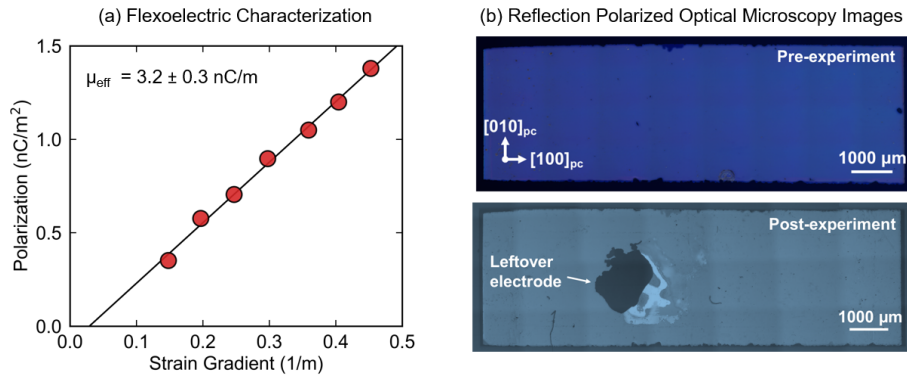 (a) Flexoelectric Characterization
μeff = 3.2 ± 0.3 nC/m
Polarization (nC/m²)
1.5
1.0
0.5
0.0
0.0 0.1 0.2 0.3 0.4 0.5
Strain Gradient (1/m)
(b) Reflection Polarized Optical Microscopy Images
Pre-experiment
[010]pc
[100]pc
1000 μm
Post-experiment
Leftover
electrode
1000 μm